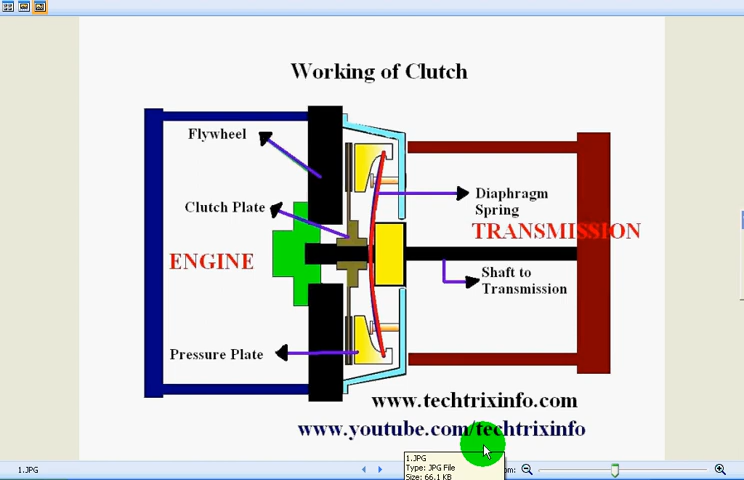 Working of Clutch
Flywheel
Clutch Plate
Diaphragm
Spring
TRANSMISSION
ENGINE
Shaft to
Transmission
Pressure Plate
www.techtrixinfo.com
www.youtube.com/techtrixinfo
1.JPG
1.JPG
Type: JPG File
Size: 66.1 KB
om: